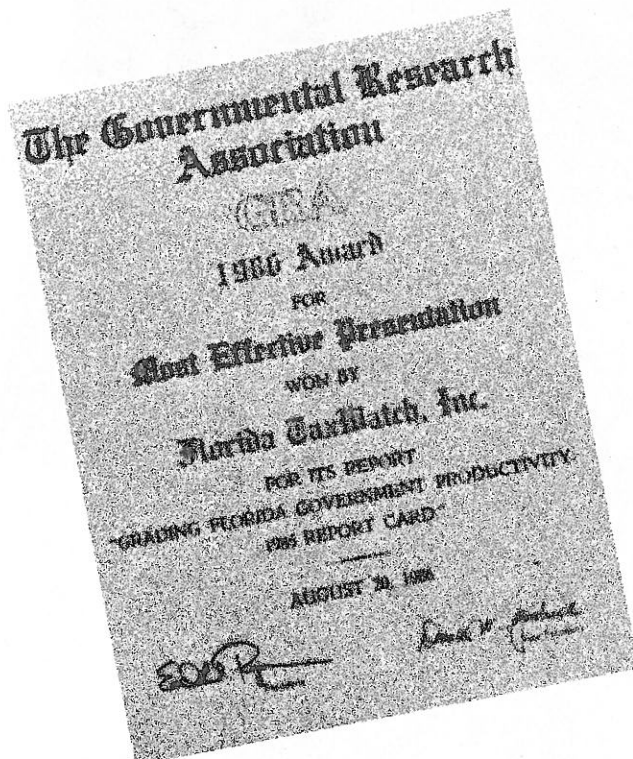 The Governmental Research
Association
GRA
1986 Award
FOR
Most Effective Presentation
WON BY
Florida TaxWatch, Inc.
FOR ITS REPORT
"GRADING FLORIDA GOVERNMENT PRODUCTIVITY:
REPORT CARD"
AUGUST 20, 1986